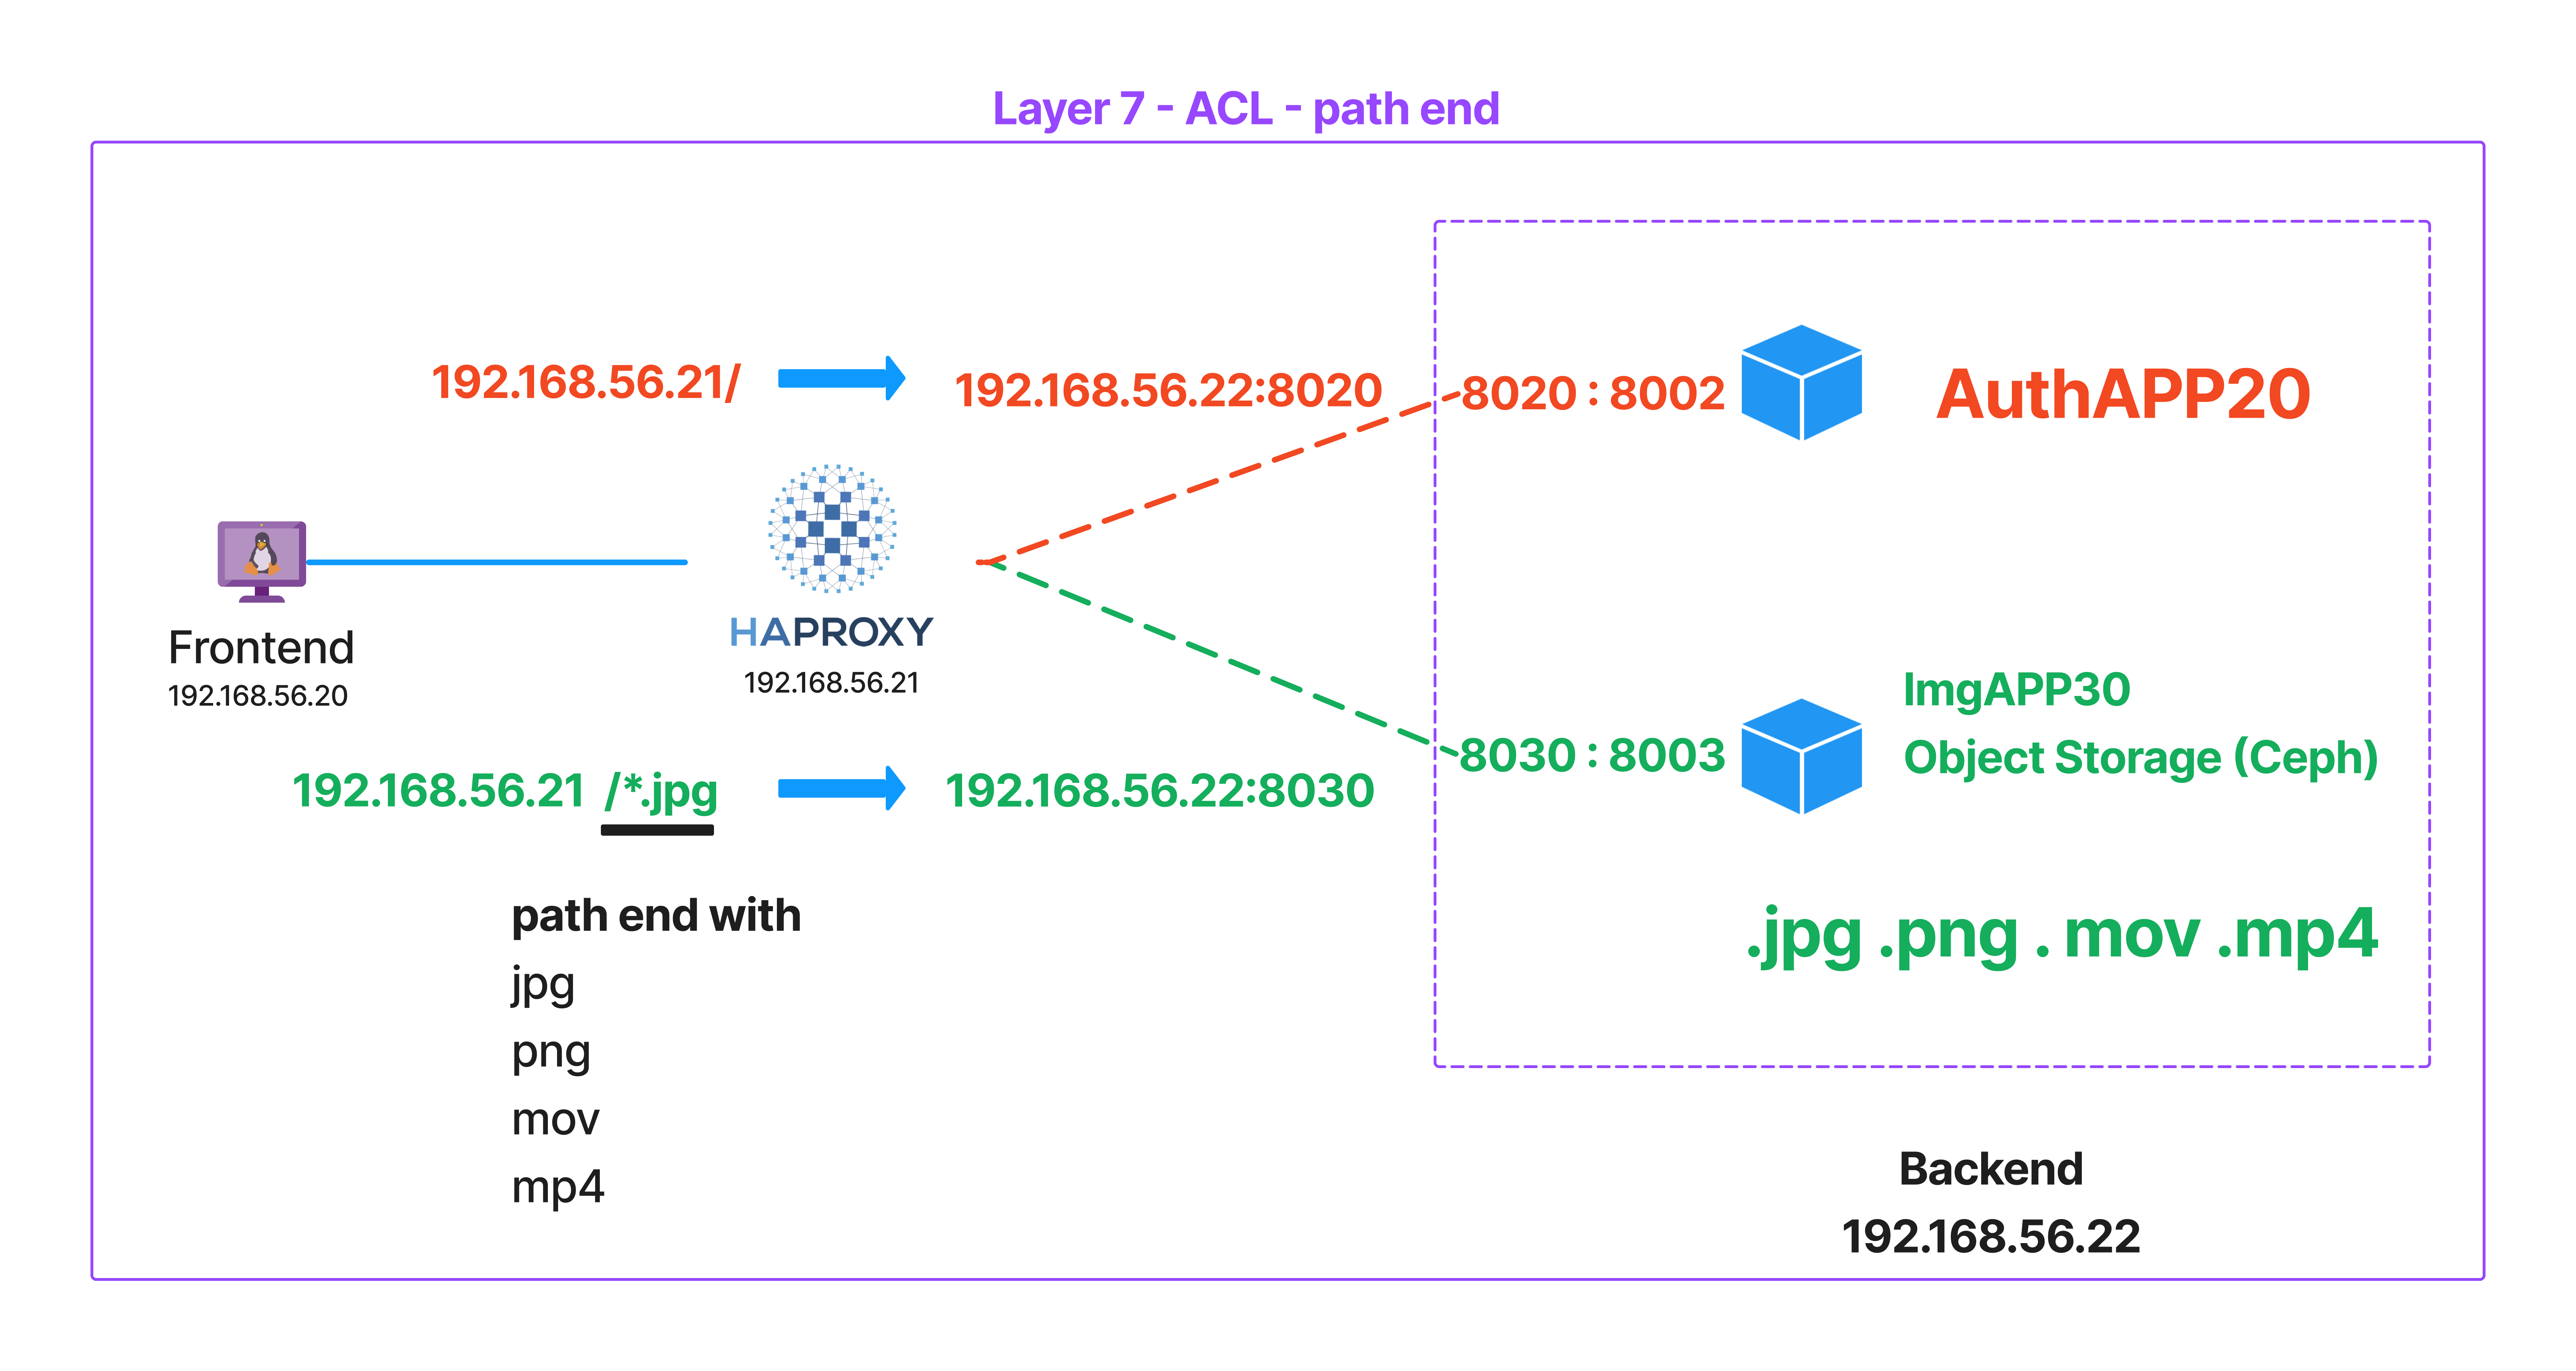 Layer 7 - ACL - path end
192.168.56.21/
192.168.56.22:8020
8020 : 8002
AuthAPP20
HAPROXY
192.168.56.21
Frontend
192.168.56.20
192.168.56.21 /*.jpg
192.168.56.22:8030
8030 : 8003
ImgAPP30
Object Storage (Ceph)
.jpg .png . mov .mp4
path end with
jpg
png
mov
mp4
Backend
192.168.56.22